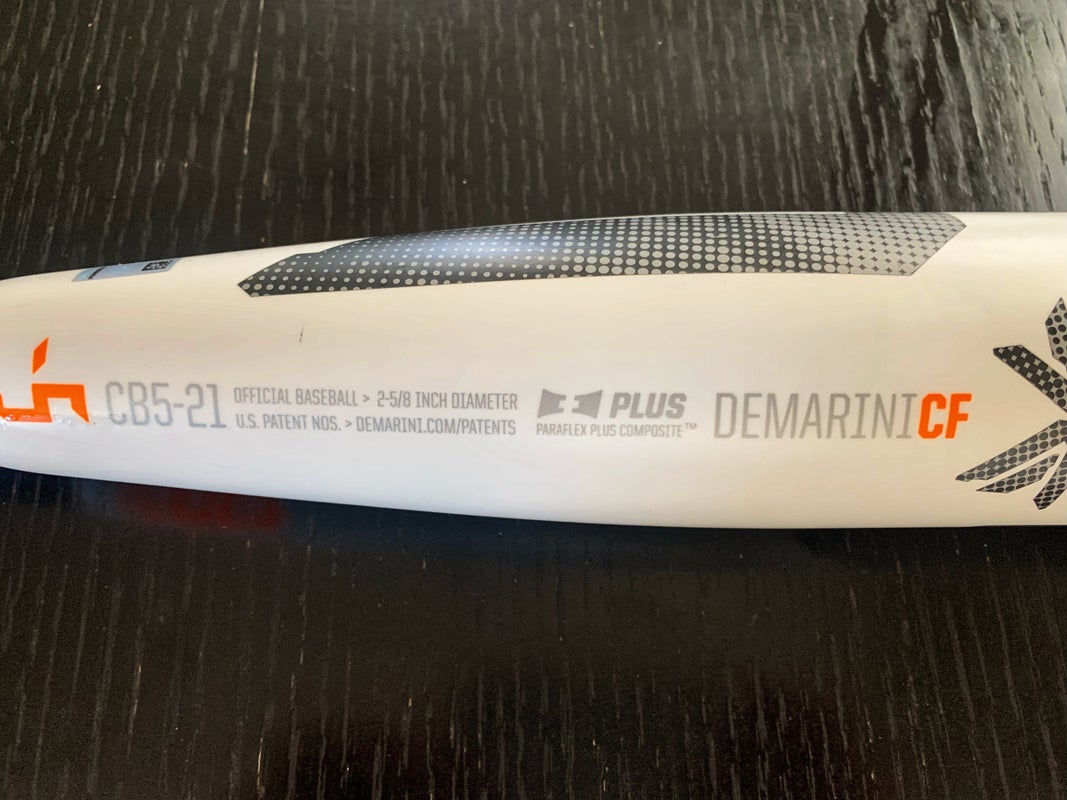 CB5-21
OFFICIAL BASEBALL > 2-5/8 INCH DIAMETER
U.S. PATENT NOS. > DEMARINI.COM/PATENTS
PLUS
PARAFLEX PLUS COMPOSITE™
DEMARINICF